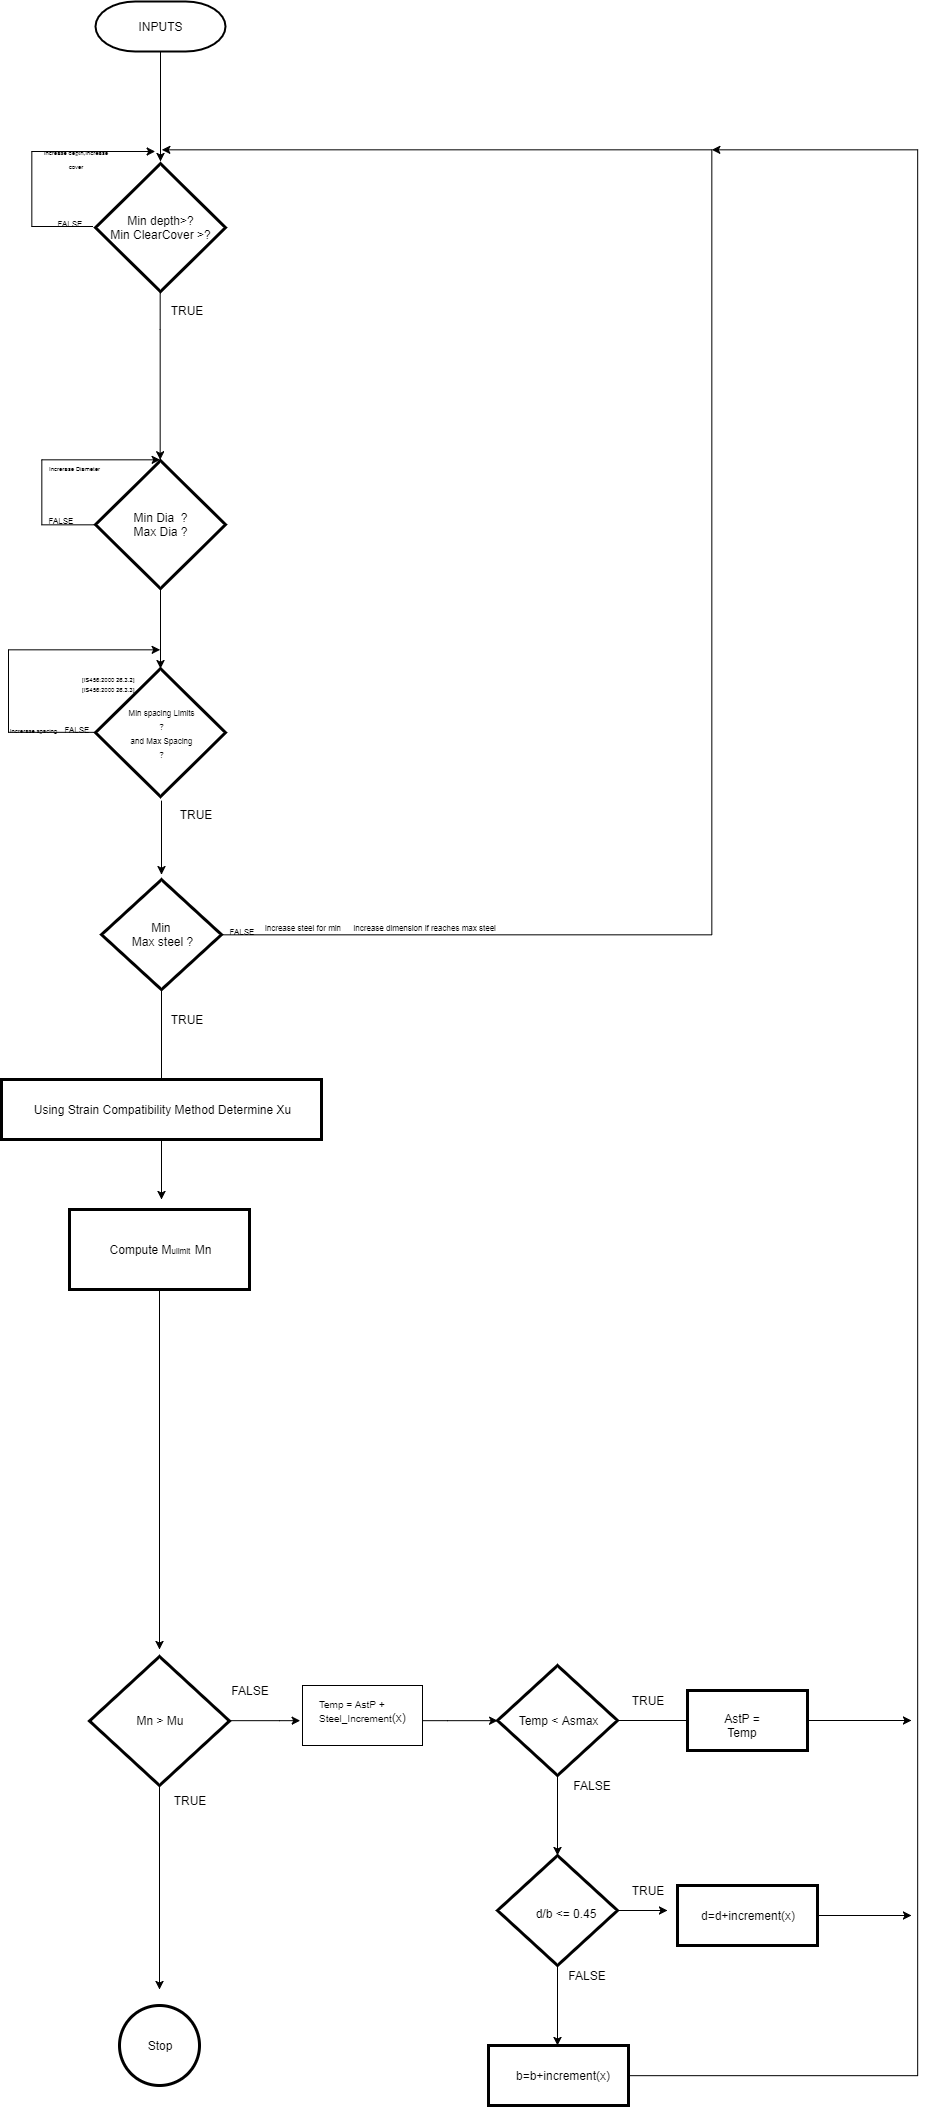 INPUTS
Increase depth,Increase
cover
FALSE
Min depth>?
Min ClearCover >?
TRUE
Increase Diameter
FALSE
Min Dia ?
Max Dia ?
[IS456:2000 26.3.2]
[IS456:2000 26.3.3]
Min spacing Limits
?
and Max Spacing
?
Increase spacing
FALSE
TRUE
Min
Max steel ?
FALSE Increase steel for min Increase dimension if reaches max steel
TRUE
Using Strain Compatibility Method Determine Xu
Compute Mulimit Mn
Mn > Mu
FALSE
Temp = AstP +
Steel_Increment(X)
Temp < Asmax
TRUE
AstP =
Temp
FALSE
TRUE
d/b <= 0.45
TRUE
d=d+increment(x)
FALSE
Stop
b=b+increment(x)